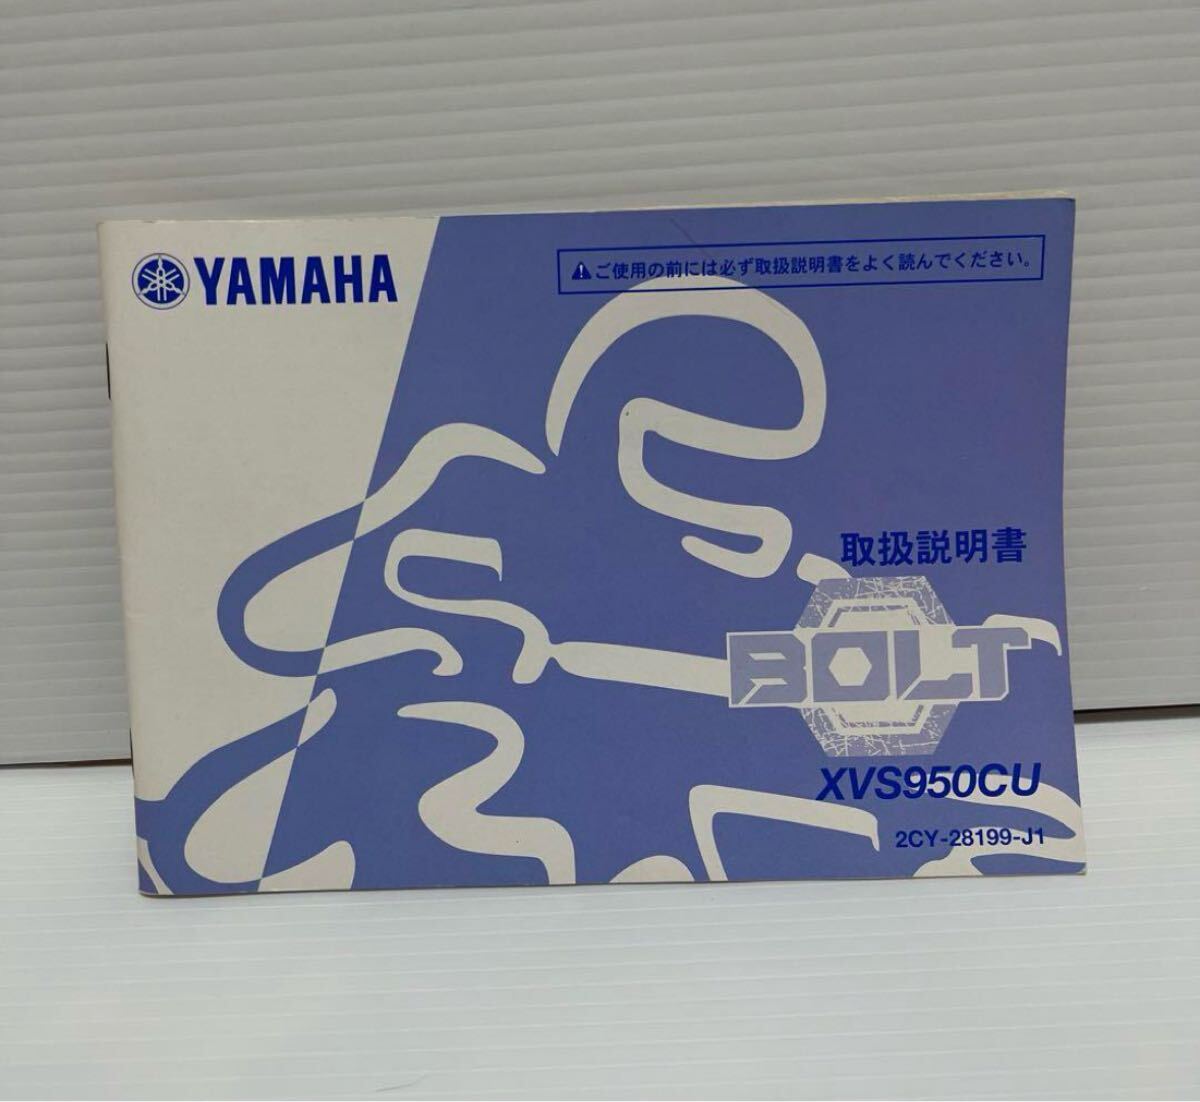 YAMAHA
⚠ご使用の前には必ず取扱説明書をよく読んでください。
取扱説明書
BOLT
XVS950CU
2CY-28199-J1